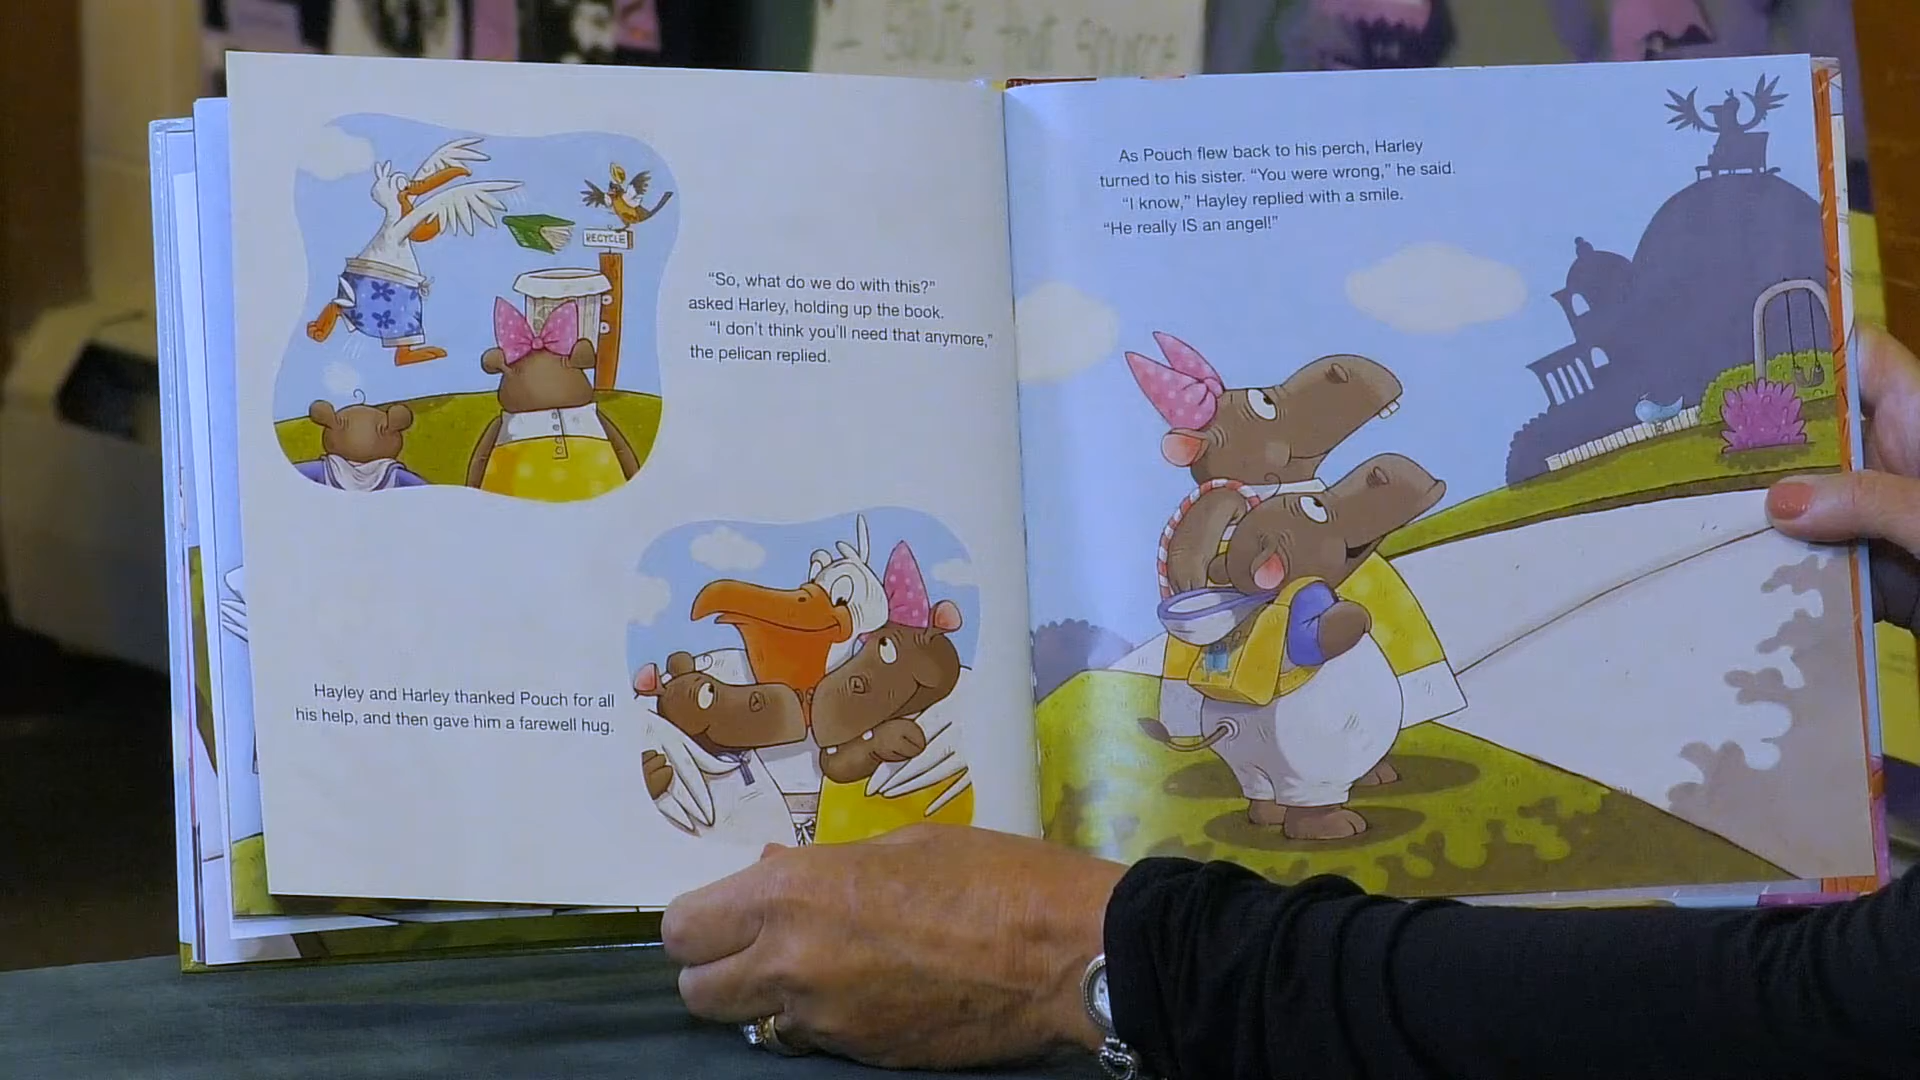 I salute that source
RECYCLE
“So, what do we do with this?”
asked Harley, holding up the book.
“I don’t think you’ll need that anymore,”
the pelican replied.
Hayley and Harley thanked Pouch for all
his help, and then gave him a farewell hug.
As Pouch flew back to his perch, Harley
turned to his sister. “You were wrong,” he said.
“I know,” Hayley replied with a smile.
“He really IS an angel!”